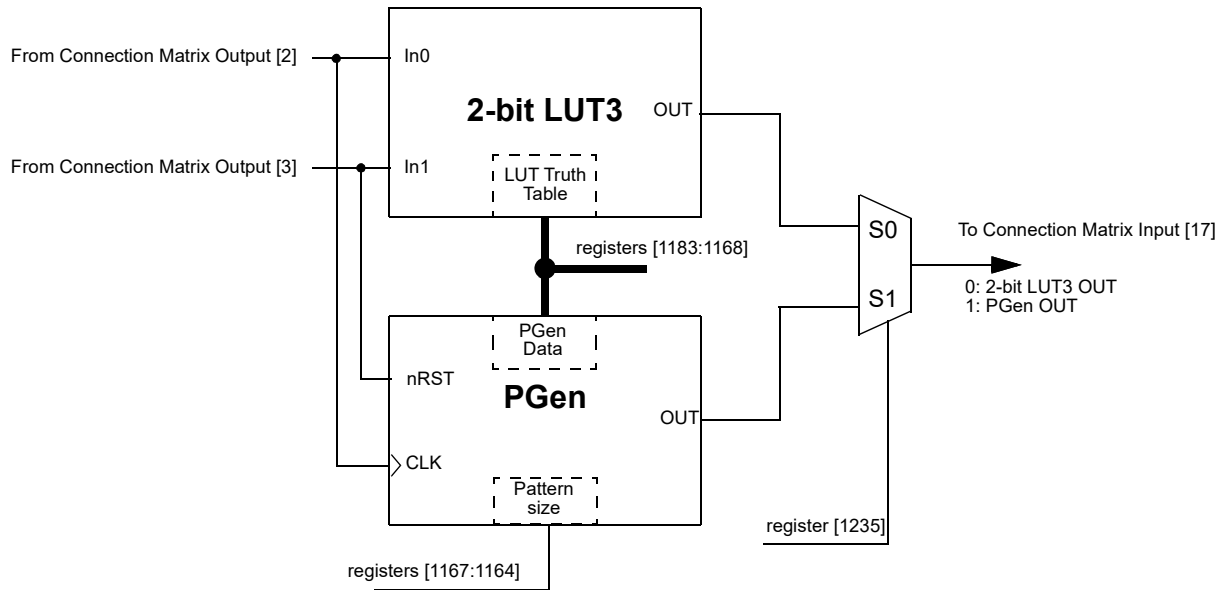 From Connection Matrix Output [2]
In0
2-bit LUT3
OUT
From Connection Matrix Output [3]
In1
LUT Truth
Table
registers [1183:1168]
S0
To Connection Matrix Input [17]
S1
0: 2-bit LUT3 OUT
1: PGen OUT
PGen
Data
nRST
PGen
OUT
CLK
Pattern
size
register [1235]
registers [1167:1164]